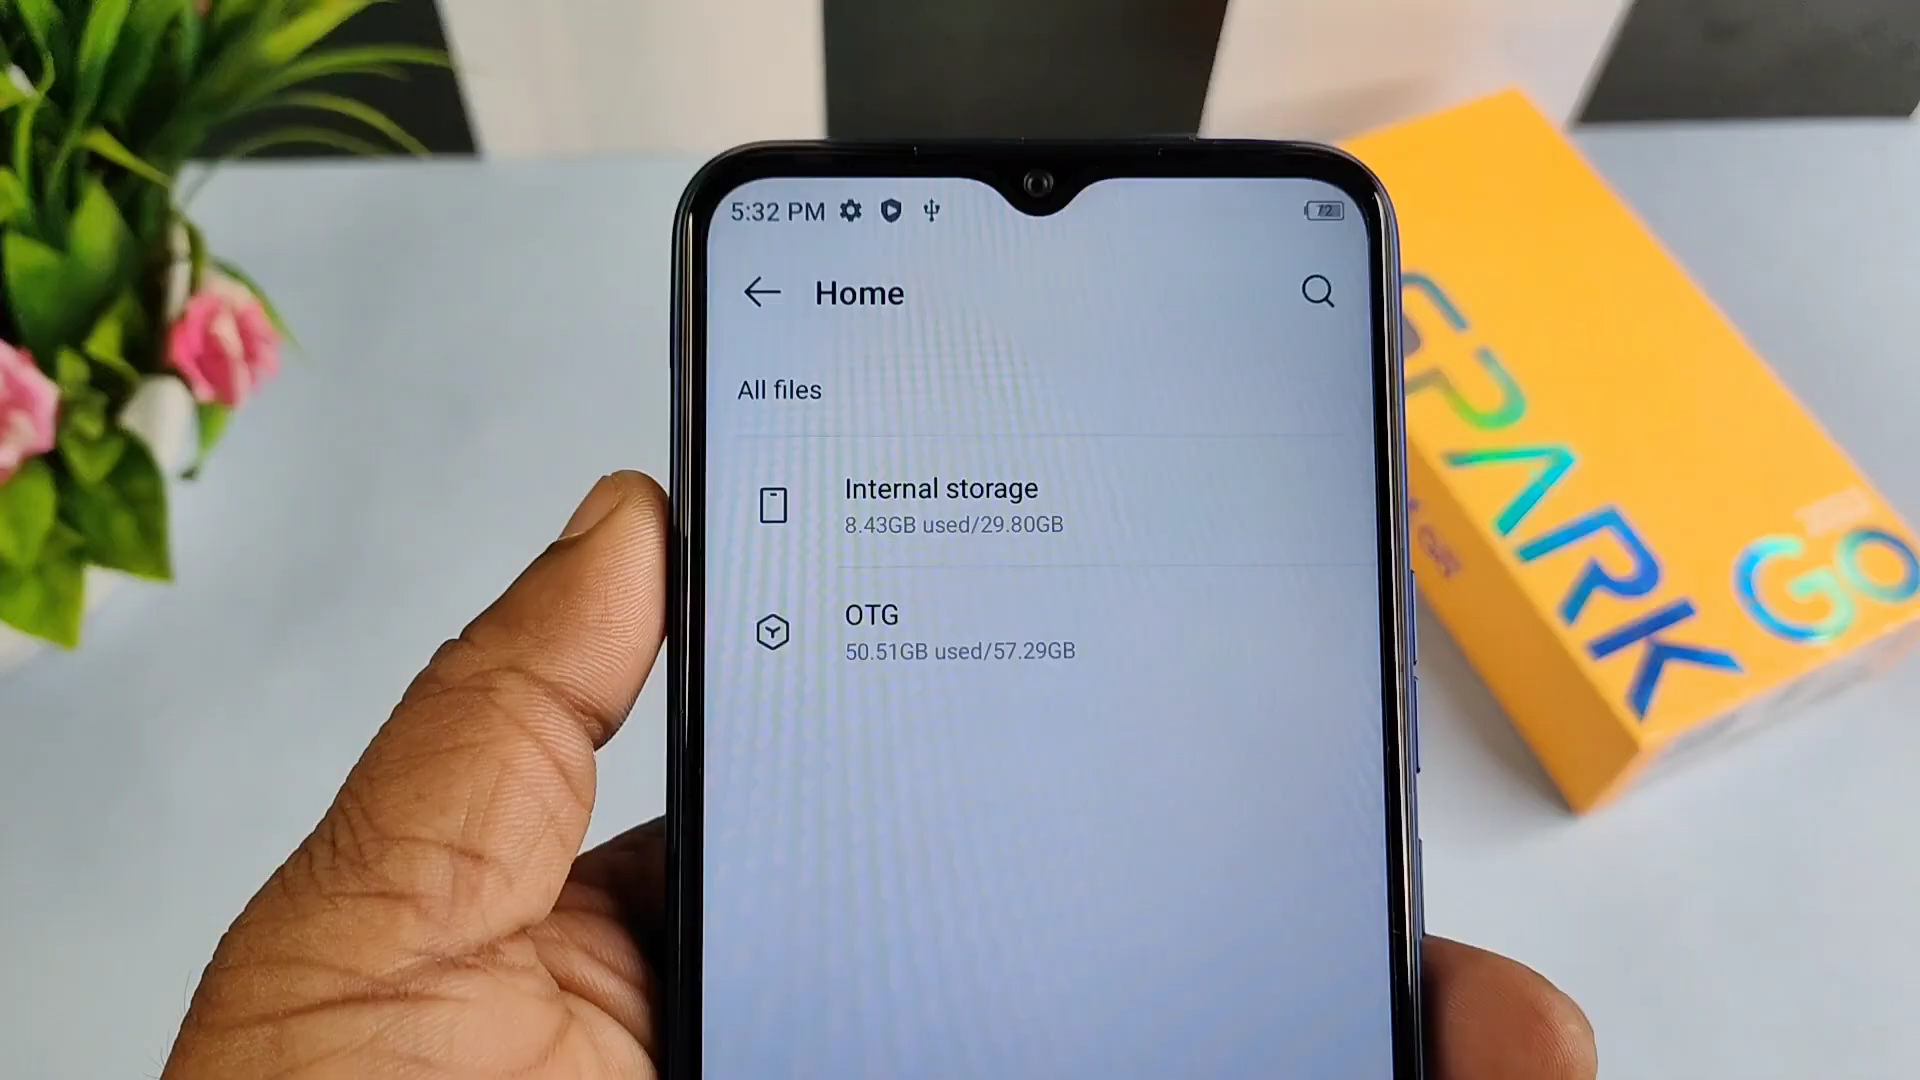 5:32 PM
72
Home
All files
Internal storage
8.43GB used/29.80GB
OTG
50.51GB used/57.29GB
SPARK
GO